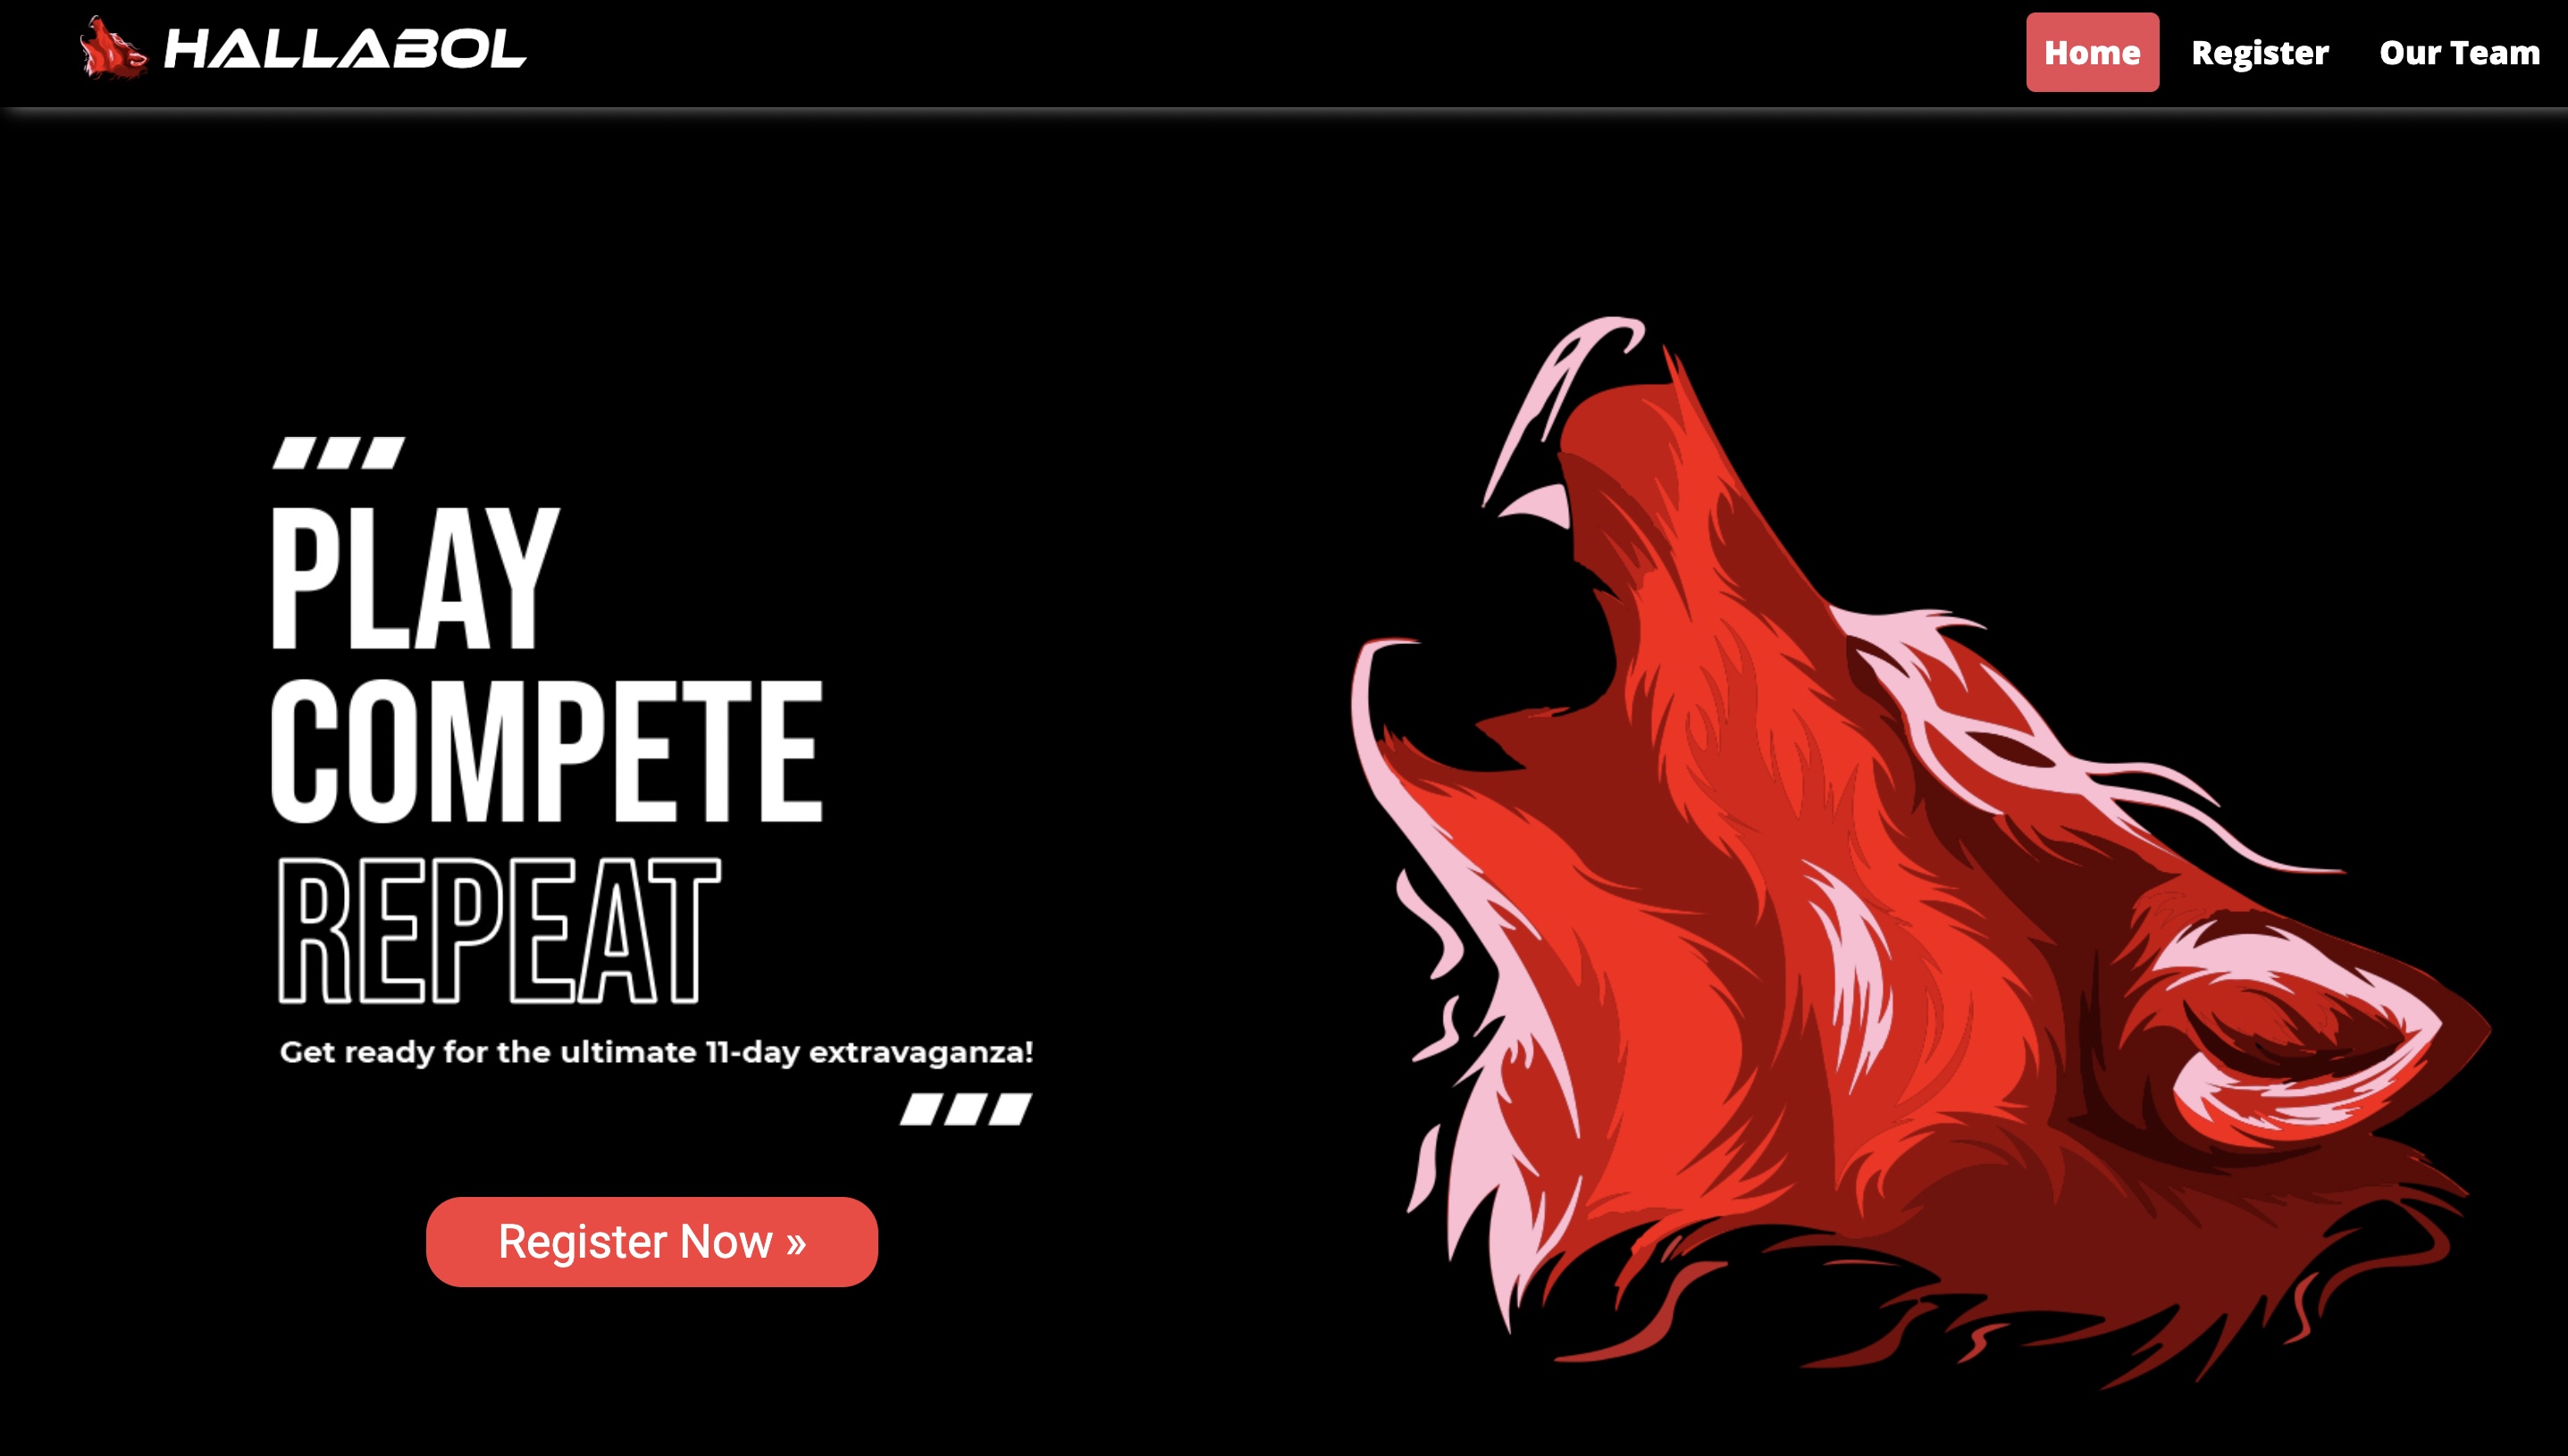 HALLABOL
Home Register Our Team
PLAY
COMPETE
REPEAT
Get ready for the ultimate 11-day extravaganza!
Register Now »